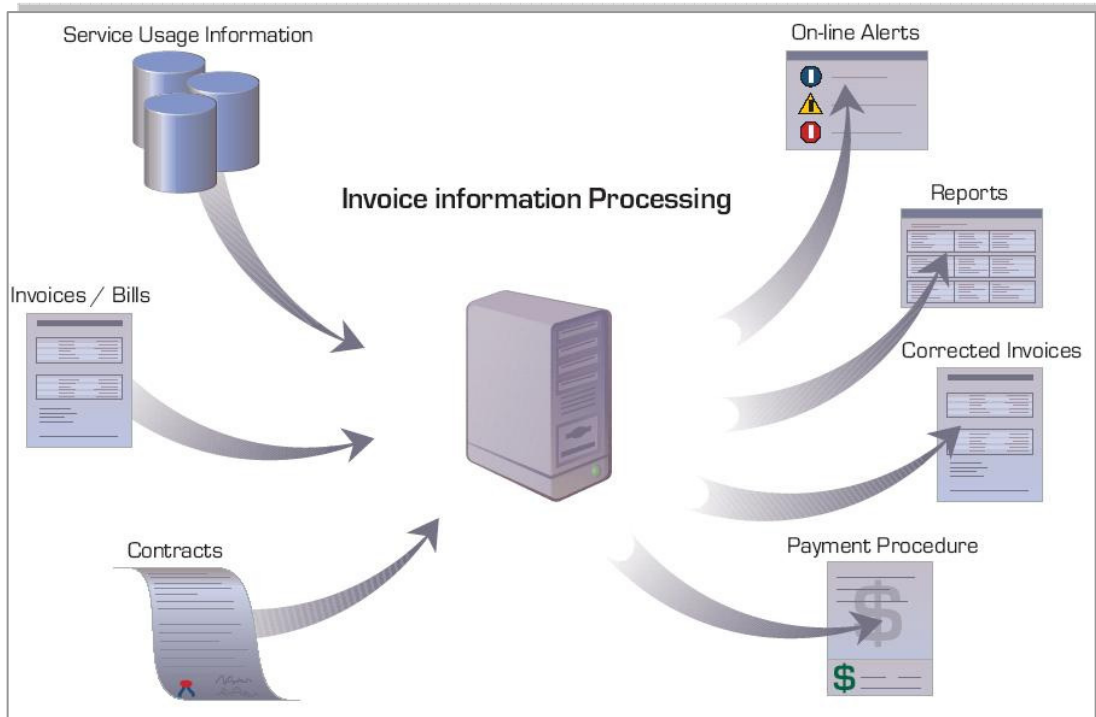 Service Usage Information
On-line Alerts
Invoice information Processing
Reports
Invoices / Bills
Corrected Invoices
Contracts
Payment Procedure
$
$